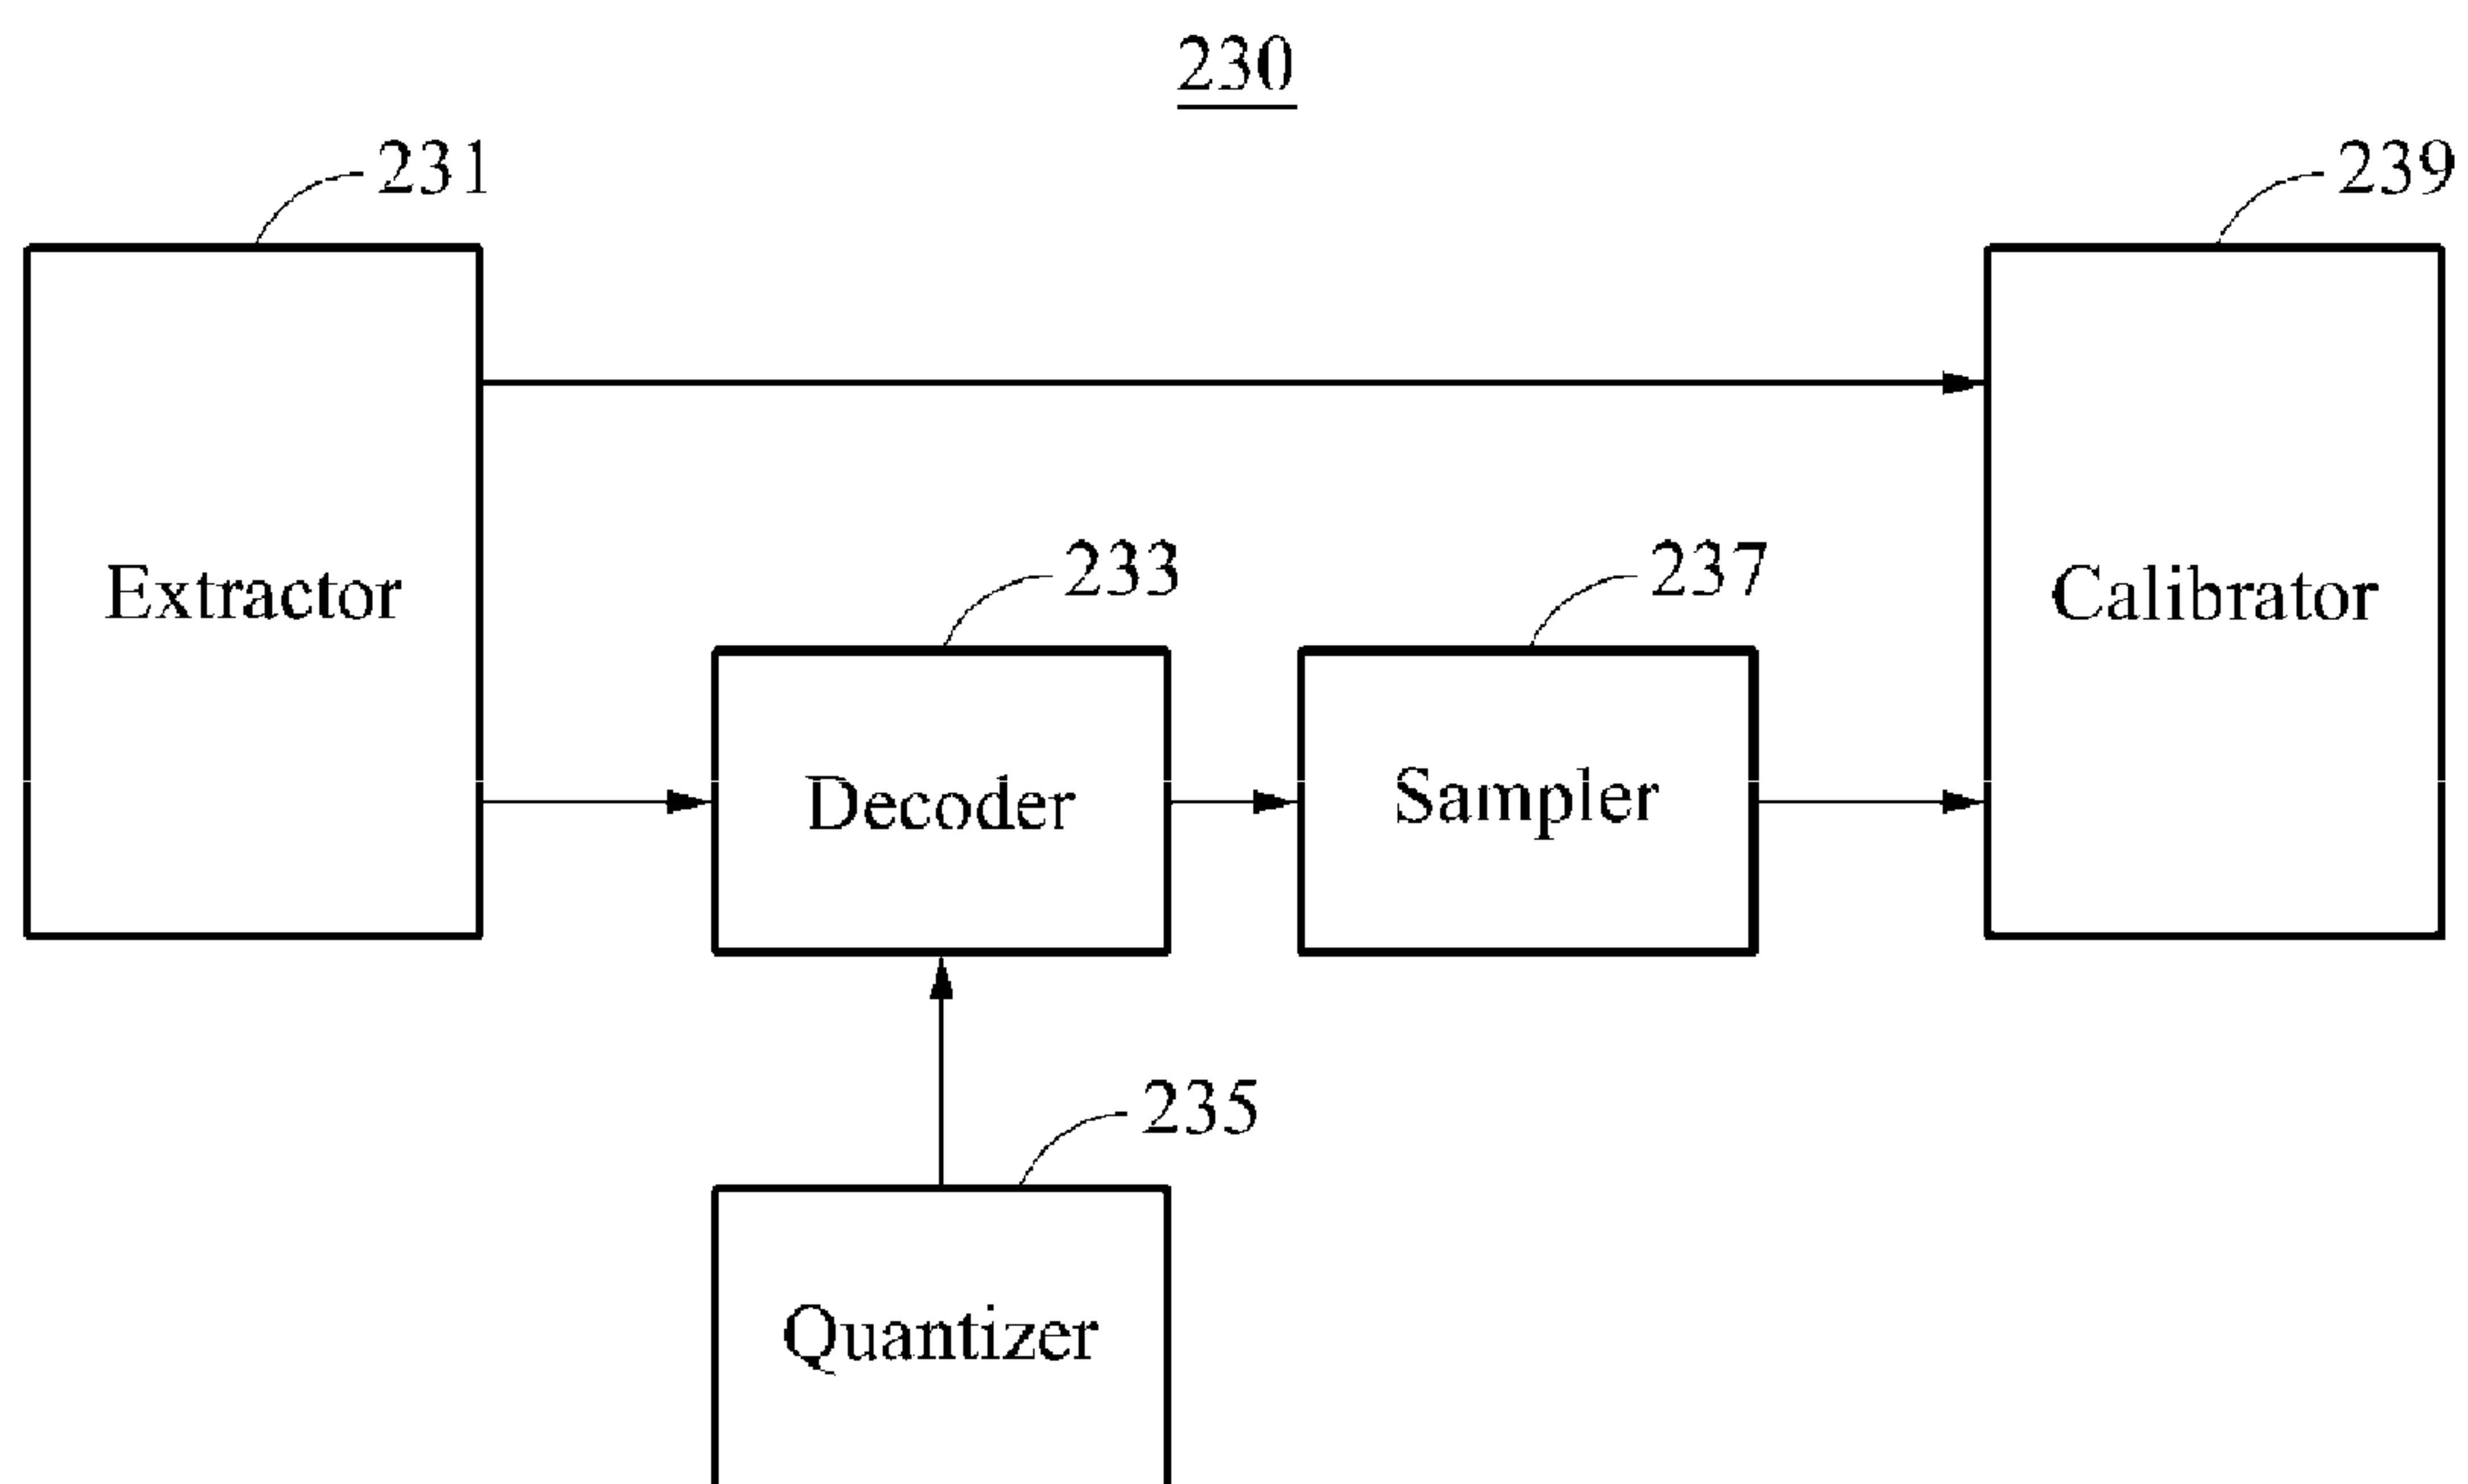 230
231
239
Extractor
Calibrator
233
237
Decoder
Sampler
235
Quantizer